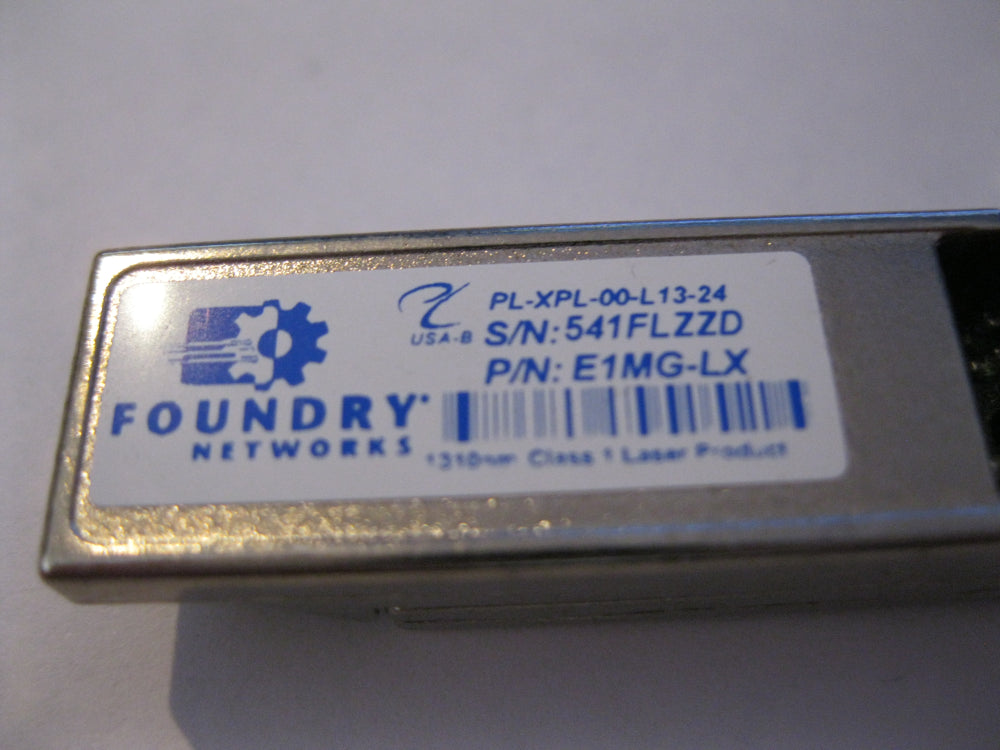 PL-XPL-00-L13-24
USA-B
S/N: 541FLZZD
P/N: E1MG-LX
FOUNDRY
NETWORKS
1310nm Class 1 Laser Product